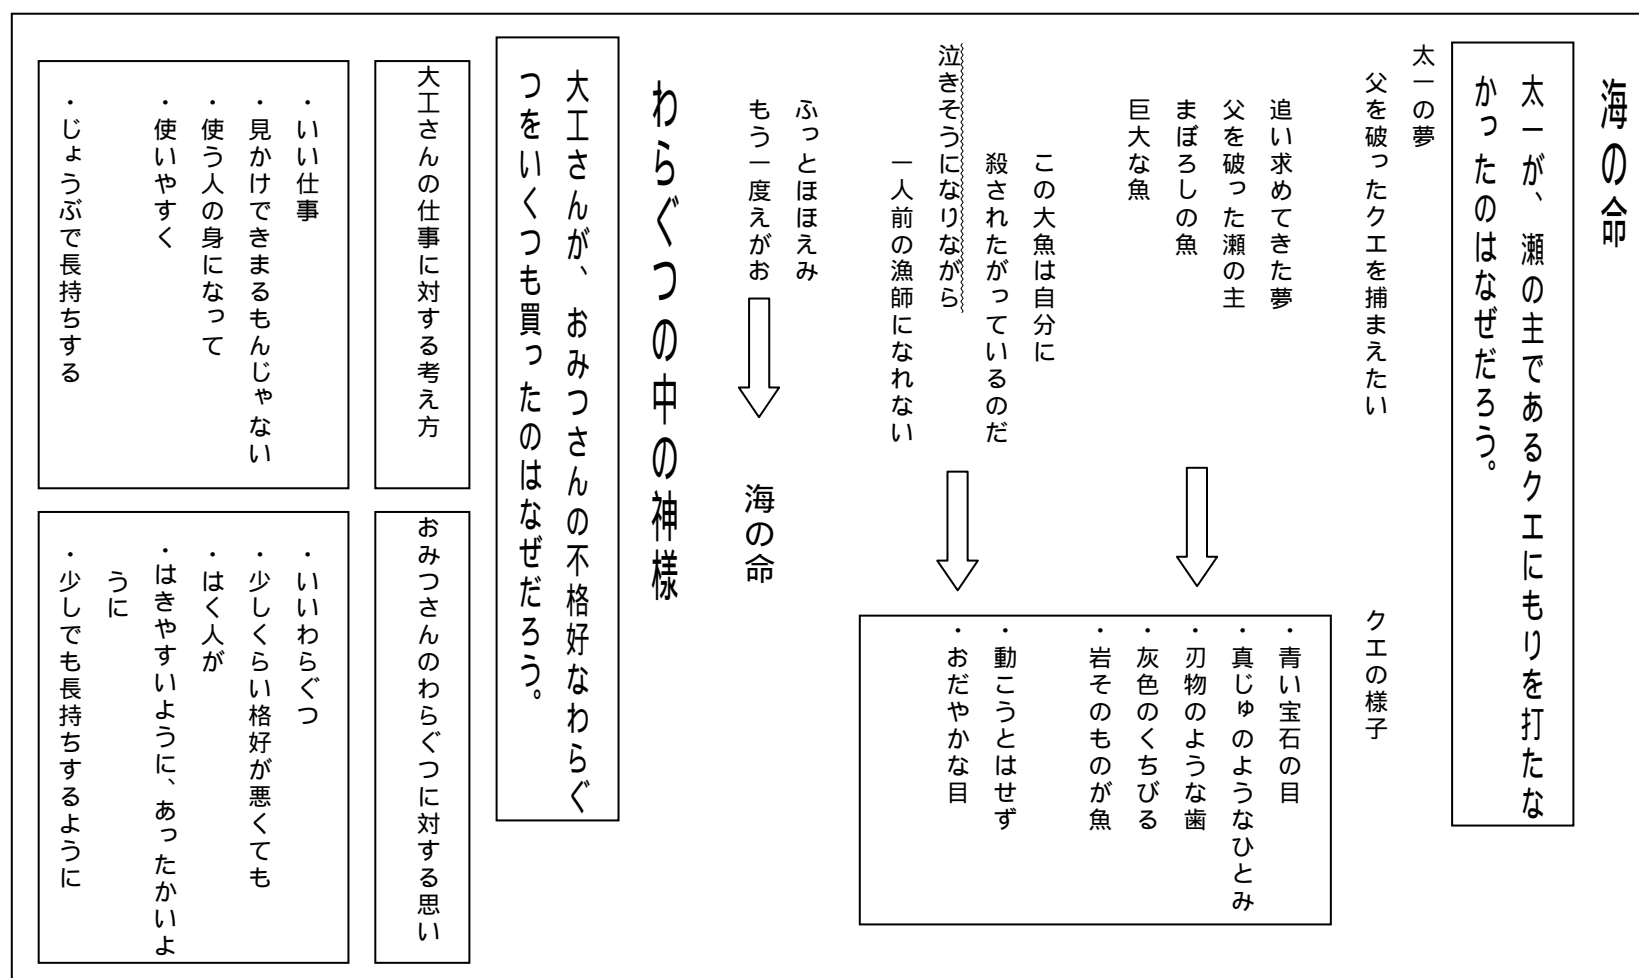 海の命
太一が、瀬の主であるクエにもりを打たな
かったのはなぜだろう。
太一の夢
父を破ったクエを捕まえたい
クエの様子
追い求めてきた夢
父を破った瀬の主
まぼろしの魚
巨大な魚
・青い宝石の目
・真じゅのようなひとみ
・刃物のような歯
・灰色のくちびる
・岩そのものが魚
この大魚は自分に
殺されたがっているのだ
泣きそうになりながら
一人前の漁師になれない
・動こうとはせず
・おだやかな目
ふっとほほえみ
もう一度えがお
海の命
わらぐつの中の神様
大工さんが、おみつさんの不格好なわらぐ
つをいくつも買ったのはなぜだろう。
大工さんの仕事に対する考え方
・いい仕事
・見かけできまるもんじゃない
・使う人の身になって
・使いやすく
・じょうぶで長持ちする
おみつさんのわらぐつに対する思い
・いいわらぐつ
・少しくらい格好が悪くても
・はく人が
・はきやすいように、あったかいよ
うに
・少しでも長持ちするように